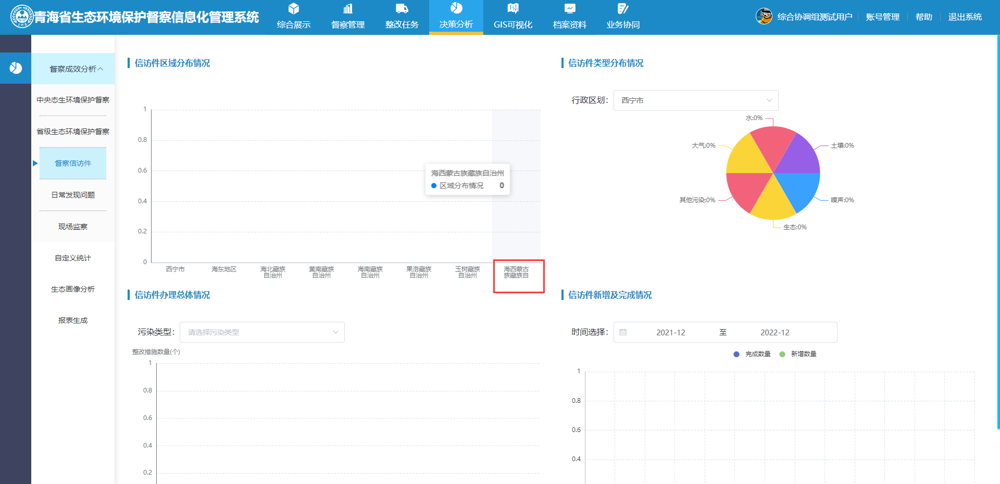 青海省生态环境保护督察信息化管理系统
综合展示
督察管理
整改任务
决策分析
GIS可视化
档案资料
业务协同
综合协调组测试用户
账号管理
帮助
退出系统
督察成效分析
中央态生环境保护督察
省级生态环境保护督察
督察信访件
日常发现问题
现场监察
自定义统计
生态画像分析
报表生成
信访件区域分布情况
1
0.8
0.6
0.4
0.2
0
海西蒙古族藏族自治州
区域分布情况 0
西宁市
海东地区
海北藏族
自治州
黄南藏族
自治州
海南藏族
自治州
果洛藏族
自治州
玉树藏族
自治州
海西蒙古
族藏族自
信访件类型分布情况
行政区划：
西宁市
水:0%
大气:0%
土壤:0%
其他污染:0%
噪声:0%
生态:0%
信访件办理总体情况
污染类型：
请选择污染类型
整改措施数量(个)
1
0.8
0.6
0.4
0.2
信访件新增及完成情况
时间选择：
2021-12 至 2022-12
完成数量 新增数量
1
0.8
0.6
0.4